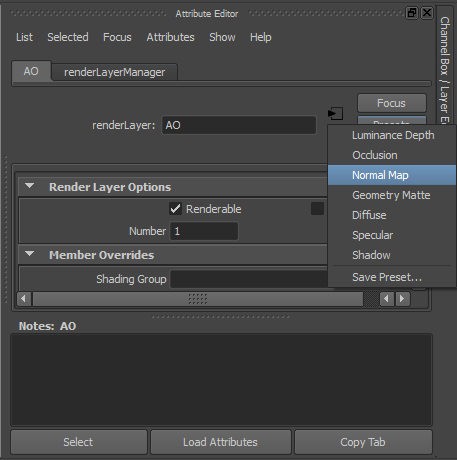 Attribute Editor
List Selected Focus Attributes Show Help
AO renderLayerManager
Focus
renderLayer: AO
Presets
Luminance Depth
Occlusion
Normal Map
Geometry Matte
Diffuse
Specular
Shadow
Save Preset...
Render Layer Options
Renderable
Number 1
Member Overrides
Shading Group
Notes: AO
Select Load Attributes Copy Tab
Channel Box / Layer E